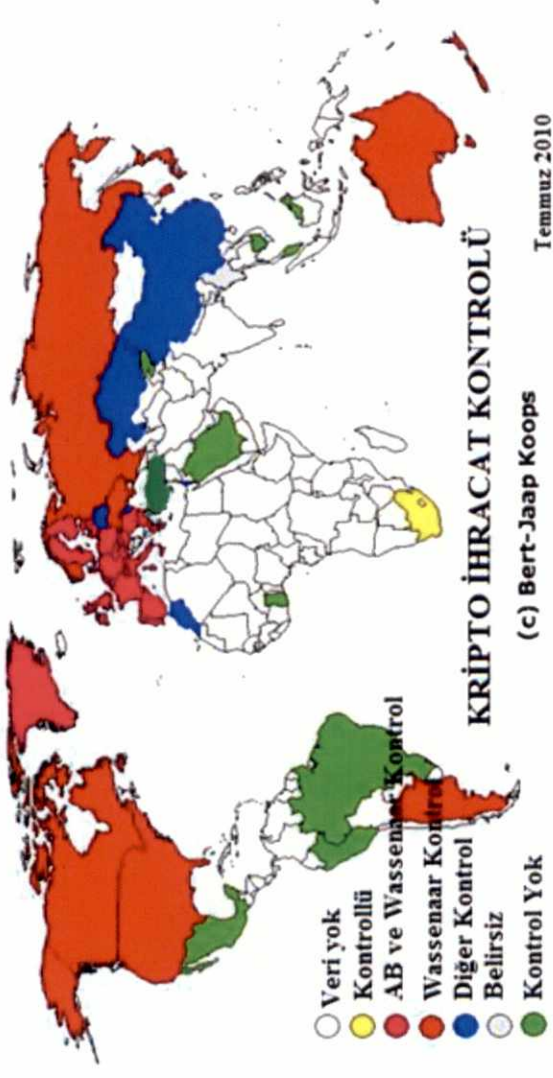 Veri yok
Kontrollü
AB ve Wassenaar Kontrol
Wassenaar Kontrol
Diğer Kontrol
Belirsiz
Kontrol Yok
KRİPTO İHRACAT KONTROLÜ
(c) Bert-Jaap Koops
Temmuz 2010